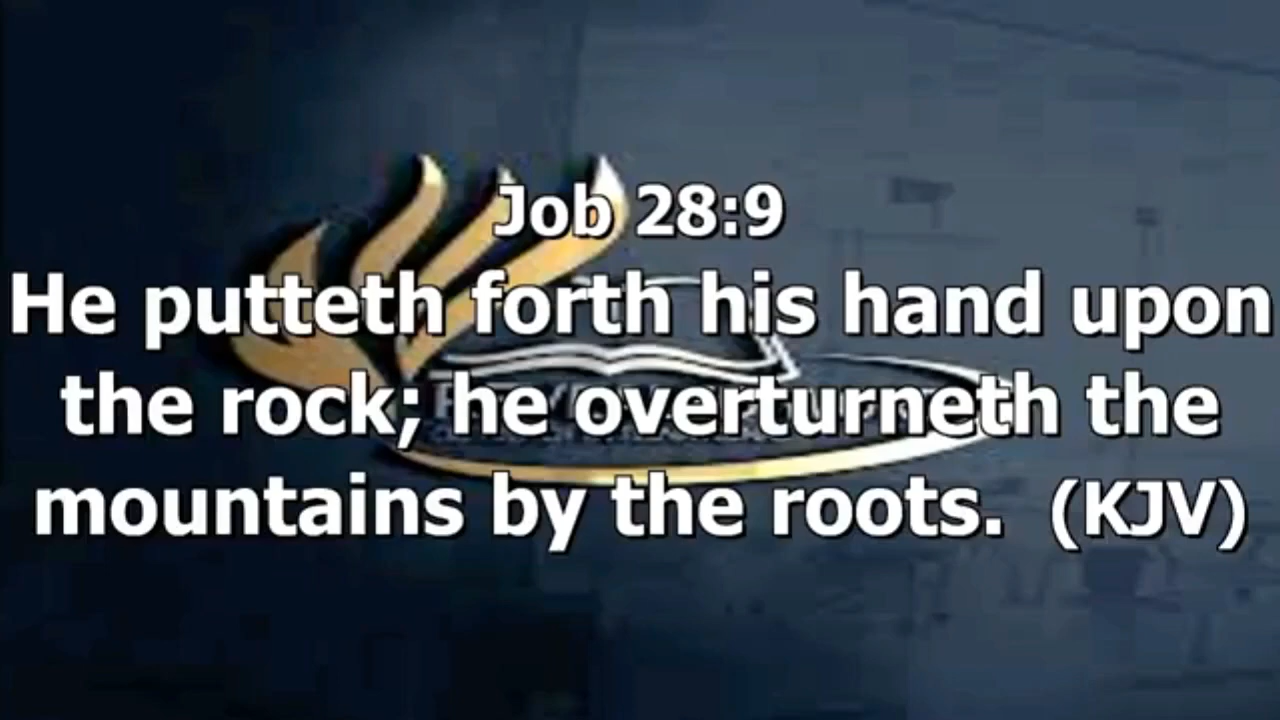 Job 28:9
He putteth forth his hand upon
the rock; he overturneth the
mountains by the roots.  (KJV)